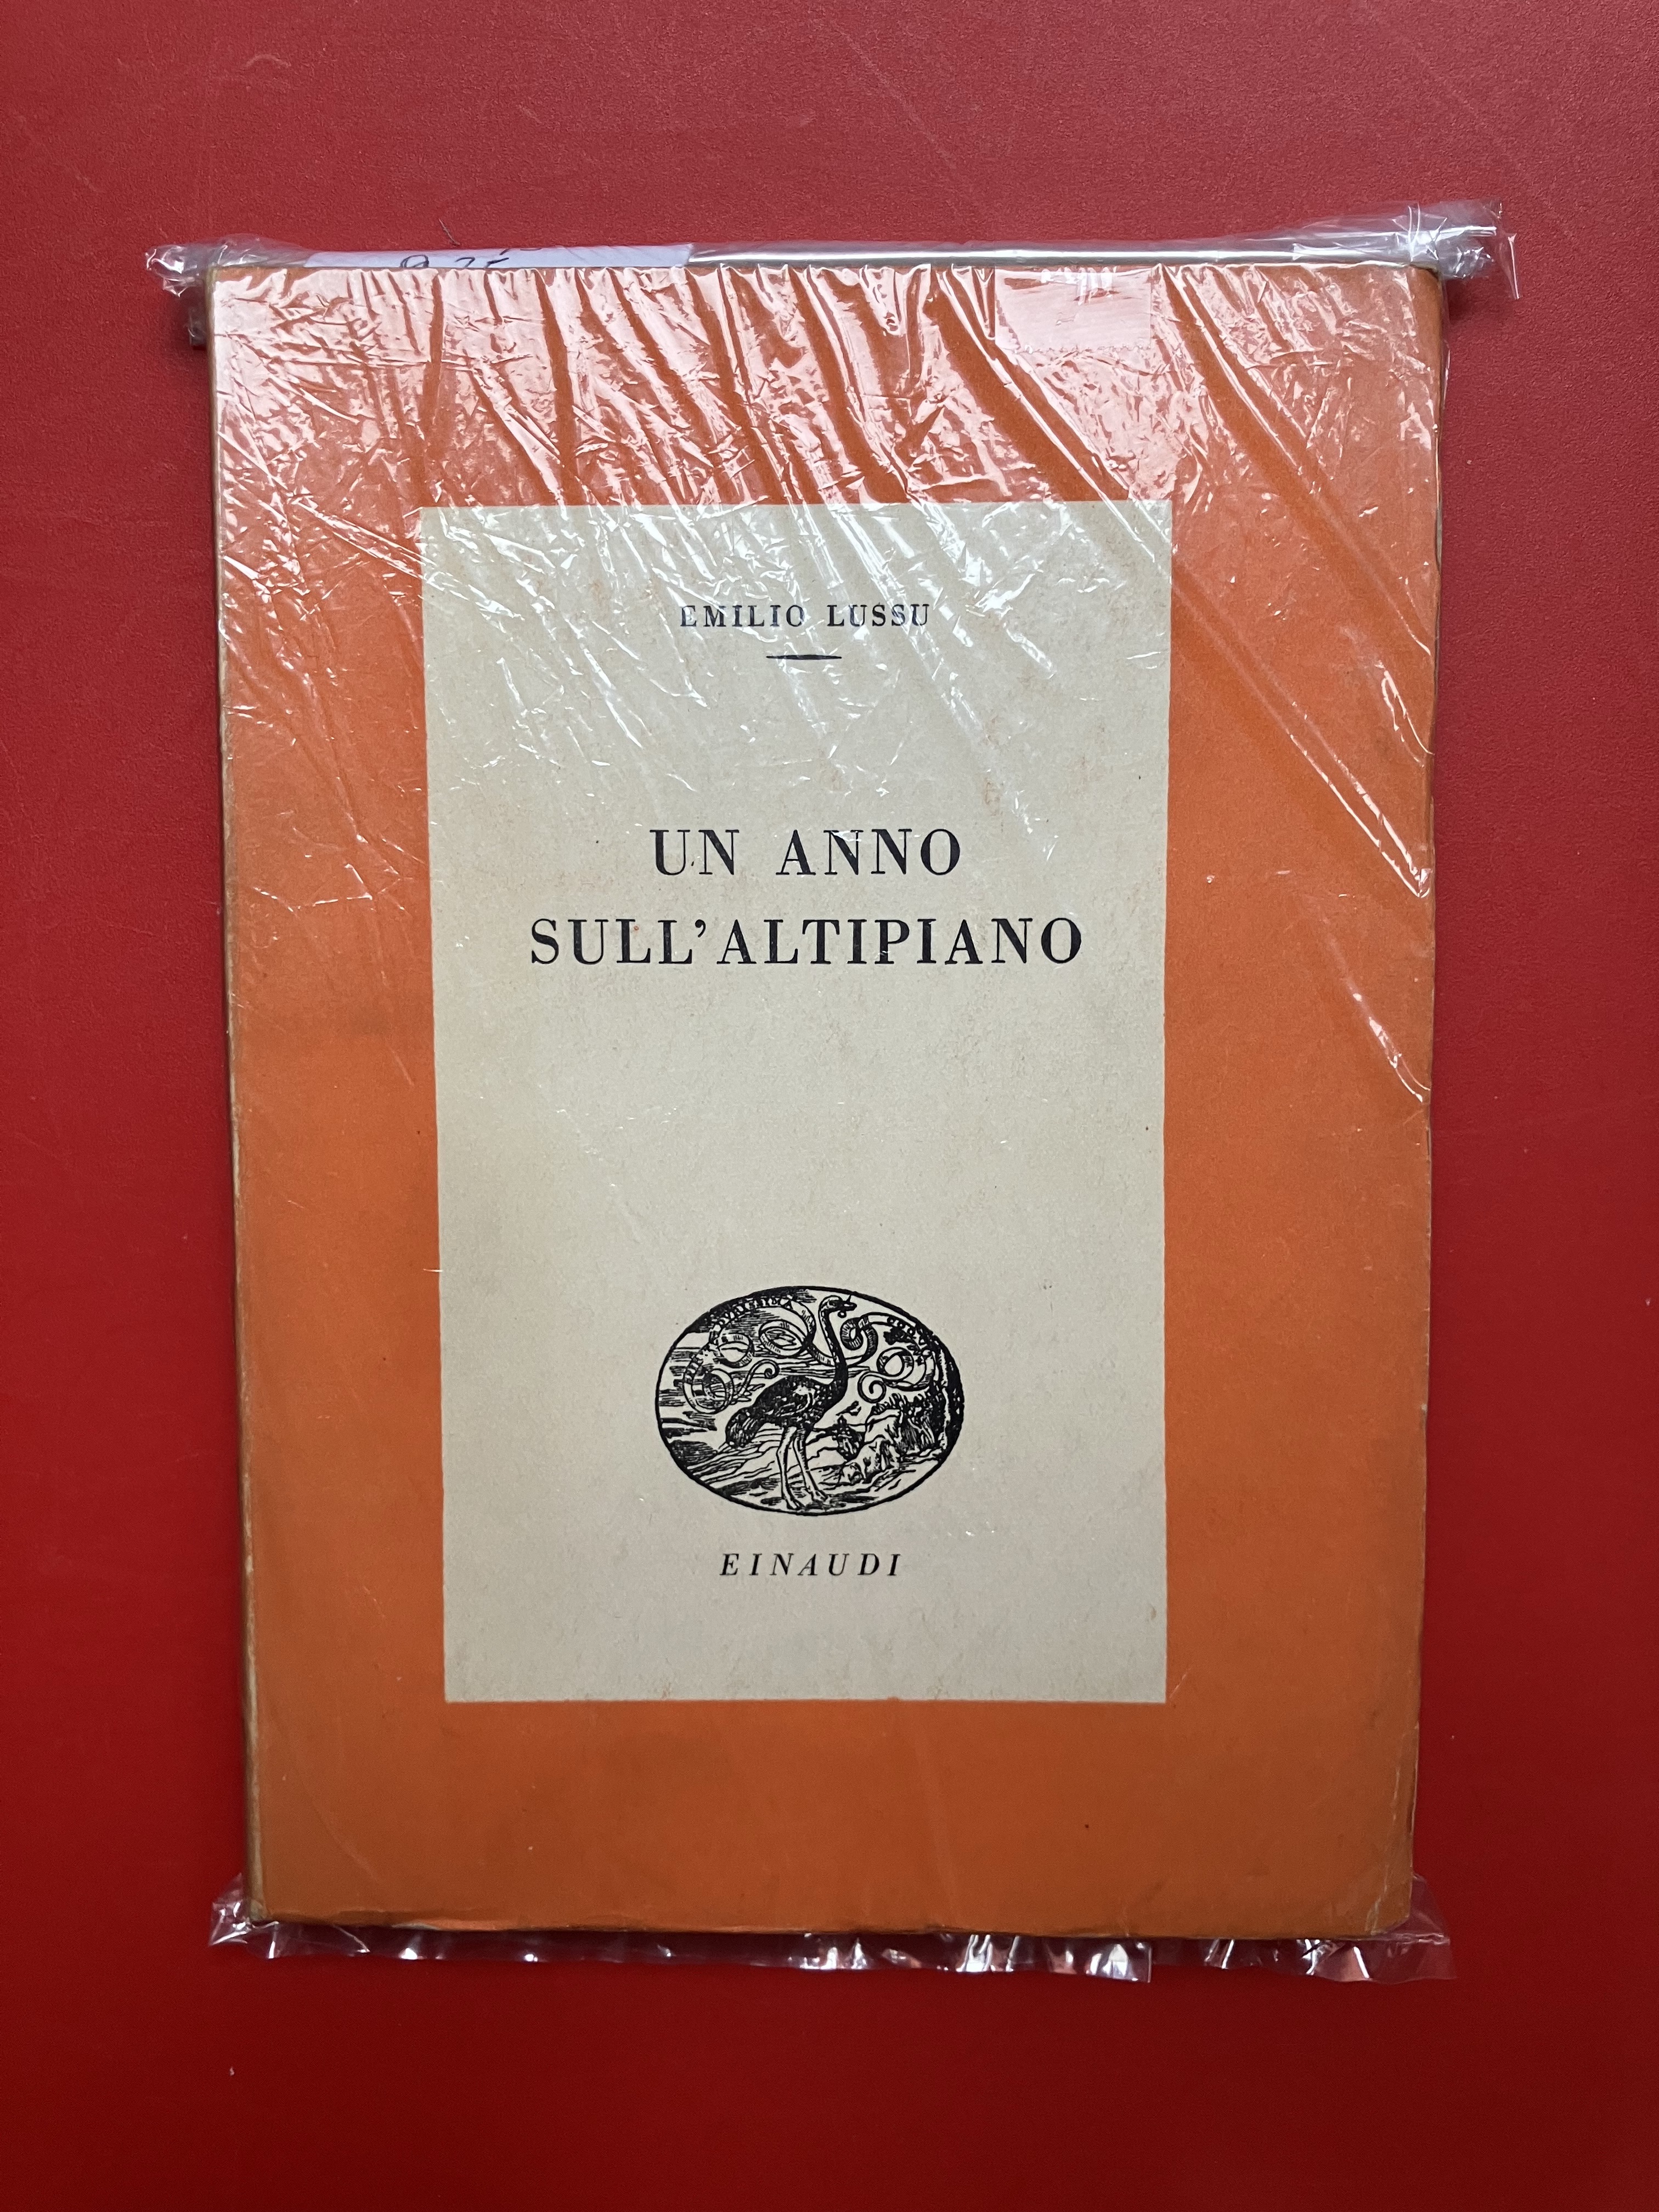 EMILIO LUSSU
UN ANNO
SULL'ALTIPIANO
EINAUDI